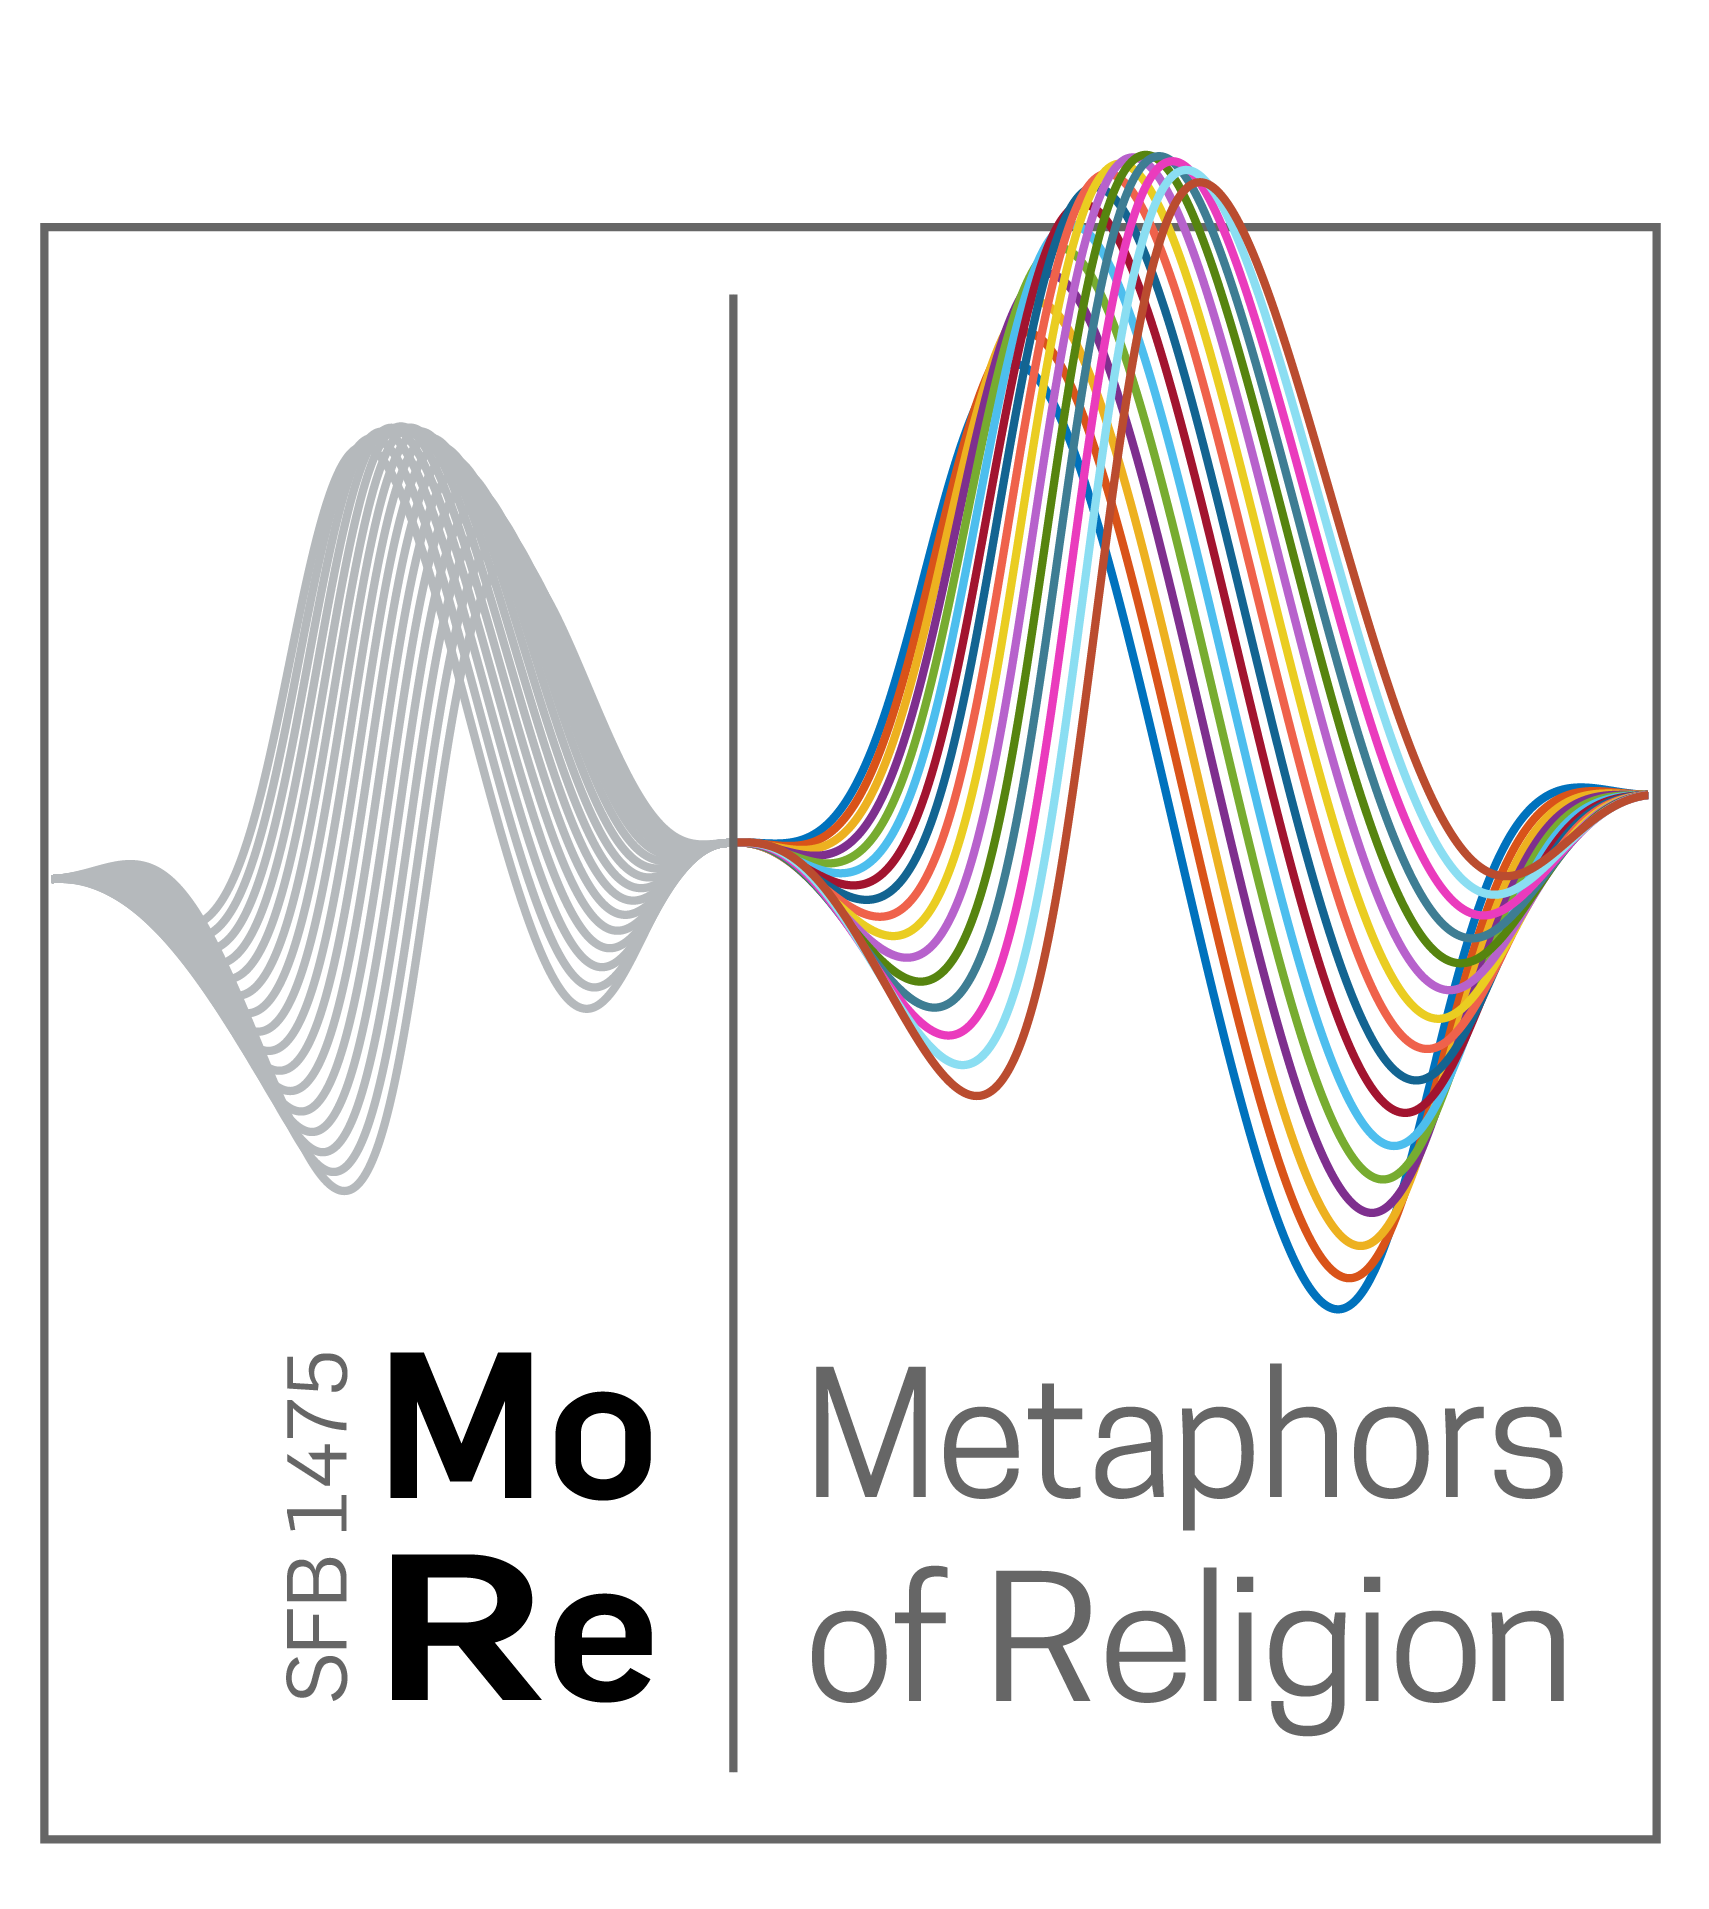 SFB 1475
Mo
Re
Metaphors
of Religion